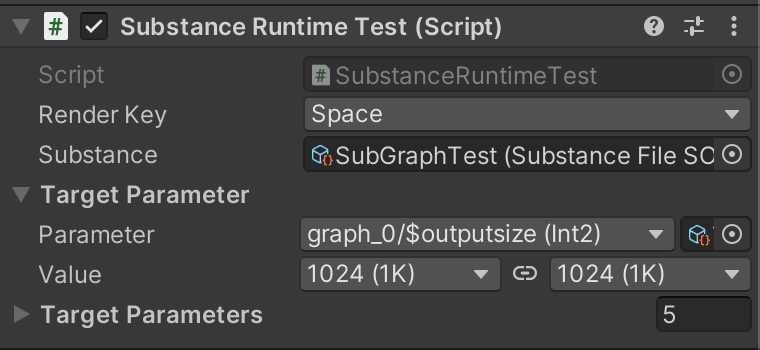 Substance Runtime Test (Script)
Script SubstanceRuntimeTest
Render Key Space
Substance SubGraphTest (Substance File SO
Target Parameter
Parameter graph_0/$outputsize (Int2)
Value 1024 (1K) 1024 (1K)
Target Parameters 5